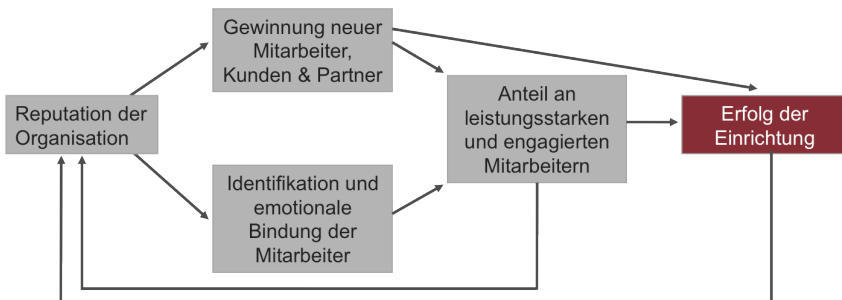 Gewinnung neuer
Mitarbeiter,
Kunden & Partner
Reputation der
Organisation
Anteil an
leistungsstarken
und engagierten
Mitarbeitern
Erfolg der
Einrichtung
Identifikation und
emotionale
Bindung der
Mitarbeiter